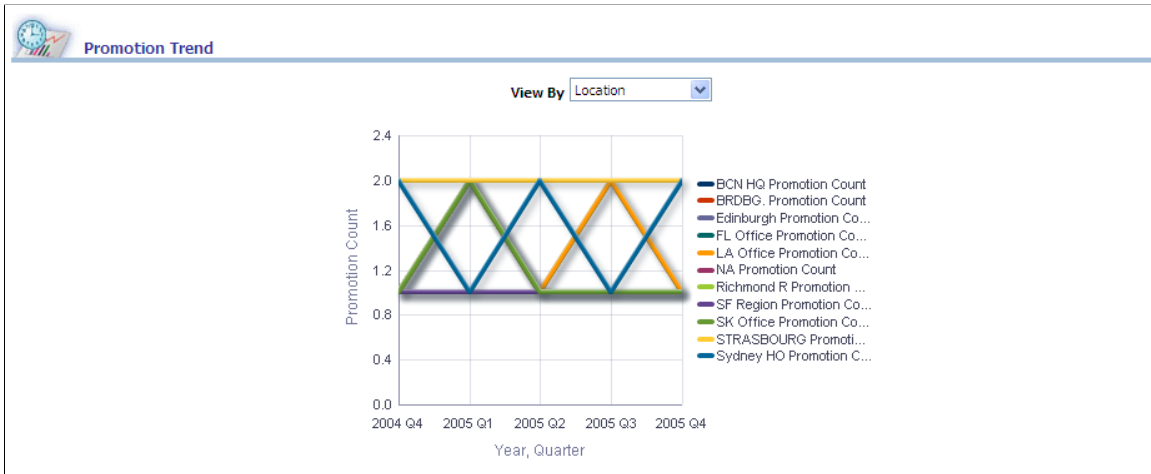 Promotion Trend
View By Location
2.4
2.0
1.6
1.2
0.8
0.4
0.0
Promotion Count
2004 Q4 2005 Q1 2005 Q2 2005 Q3 2005 Q4
Year, Quarter
BCN HQ Promotion Count
BRDBG. Promotion Count
Edinburgh Promotion Co...
FL Office Promotion Co...
LA Office Promotion Co...
NA Promotion Count
Richmond R Promotion ...
SF Region Promotion Co...
SK Office Promotion Co...
STRASBOURG Promoti...
Sydney HO Promotion C...